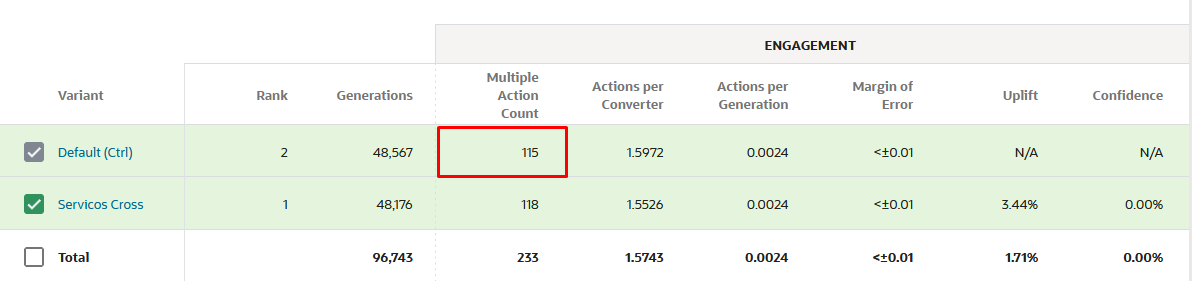 ENGAGEMENT
Variant Rank Generations Multiple Action Count Actions per Converter Actions per Generation Margin of Error Uplift Confidence
Default (Ctrl) 2 48,567 115 1.5972 0.0024 <±0.01 N/A N/A
Servicos Cross 1 48,176 118 1.5526 0.0024 <±0.01 3.44% 0.00%
Total 96,743 233 1.5743 0.0024 <±0.01 1.71% 0.00%